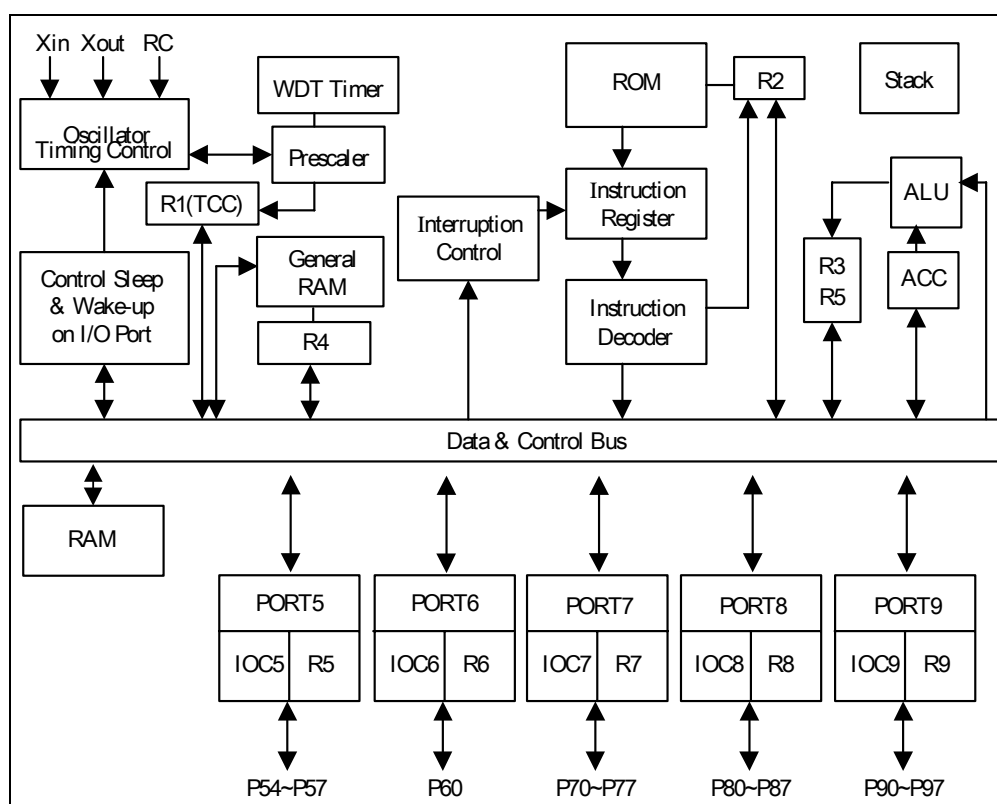 Xin Xout RC
WDT Timer
ROM
R2
Stack
Oscillator
Timing Control
Prescaler
R1(TCC)
Interruption
Control
Instruction
Register
ALU
Control Sleep
& Wake-up
on I/O Port
General
RAM
R4
Instruction
Decoder
R3
R5
ACC
Data & Control Bus
RAM
PORT5 PORT6 PORT7 PORT8 PORT9
IOC5 R5 IOC6 R6 IOC7 R7 IOC8 R8 IOC9 R9
P54~P57 P60 P70~P77 P80~P87 P90~P97